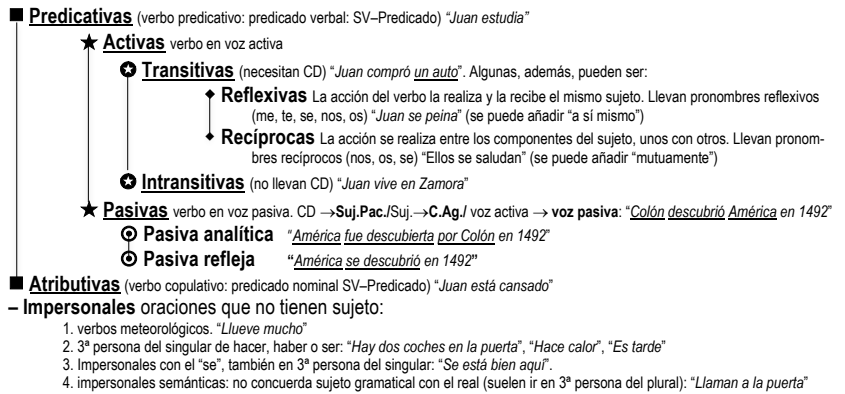 ■ Predicativas (verbo predicativo: predicado verbal: SV–Predicado) “Juan estudia”
★ Activas verbo en voz activa
✪ Transitivas (necesitan CD) “Juan compró un auto”. Algunas, además, pueden ser:
◆ Reflexivas La acción del verbo la realiza y la recibe el mismo sujeto. Llevan pronombres reflexivos
(me, te, se, nos, os) “Juan se peina” (se puede añadir “a sí mismo”)
◆ Recíprocas La acción se realiza entre los componentes del sujeto, unos con otros. Llevan pronom-
bres recíprocos (nos, os, se) “Ellos se saludan” (se puede añadir “mutuamente”)
✪ Intransitivas (no llevan CD) “Juan vive en Zamora”
★ Pasivas verbo en voz pasiva. CD →Suj.Pac./Suj.→C.Ag./ voz activa → voz pasiva: “Colón descubrió América en 1492”
Pasiva analítica “América fue descubierta por Colón en 1492”
Pasiva refleja “América se descubrió en 1492”
■ Atributivas (verbo copulativo: predicado nominal SV–Predicado) “Juan está cansado”
– Impersonales oraciones que no tienen sujeto:
1. verbos meteorológicos. “Llueve mucho”
2. 3ª persona del singular de hacer, haber o ser: “Hay dos coches en la puerta”, “Hace calor”, “Es tarde”
3. Impersonales con el “se”, también en 3ª persona del singular: “Se está bien aquí”.
4. impersonales semánticas: no concuerda sujeto gramatical con el real (suelen ir en 3ª persona del plural): “Llaman a la puerta”